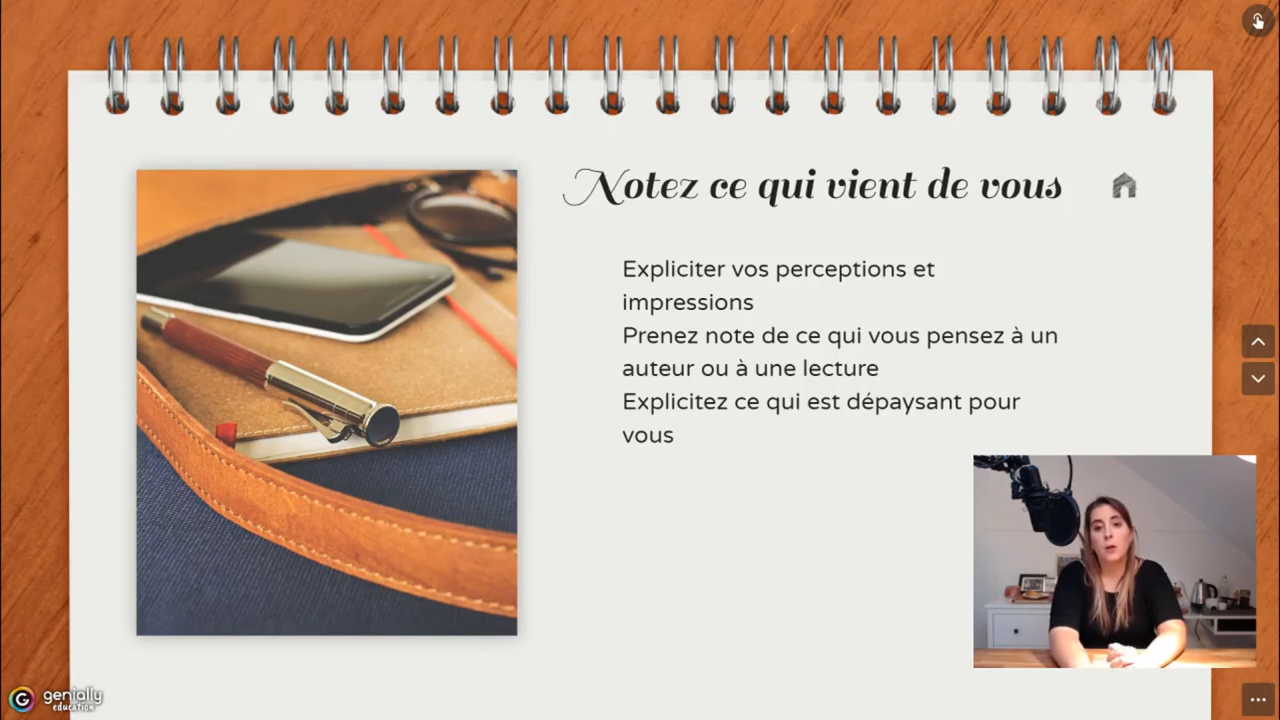 Notez ce qui vient de vous
Expliciter vos perceptions et
impressions
Prenez note de ce qui vous pensez à un
auteur ou à une lecture
Explicitez ce qui est dépaysant pour
vous
genially
education